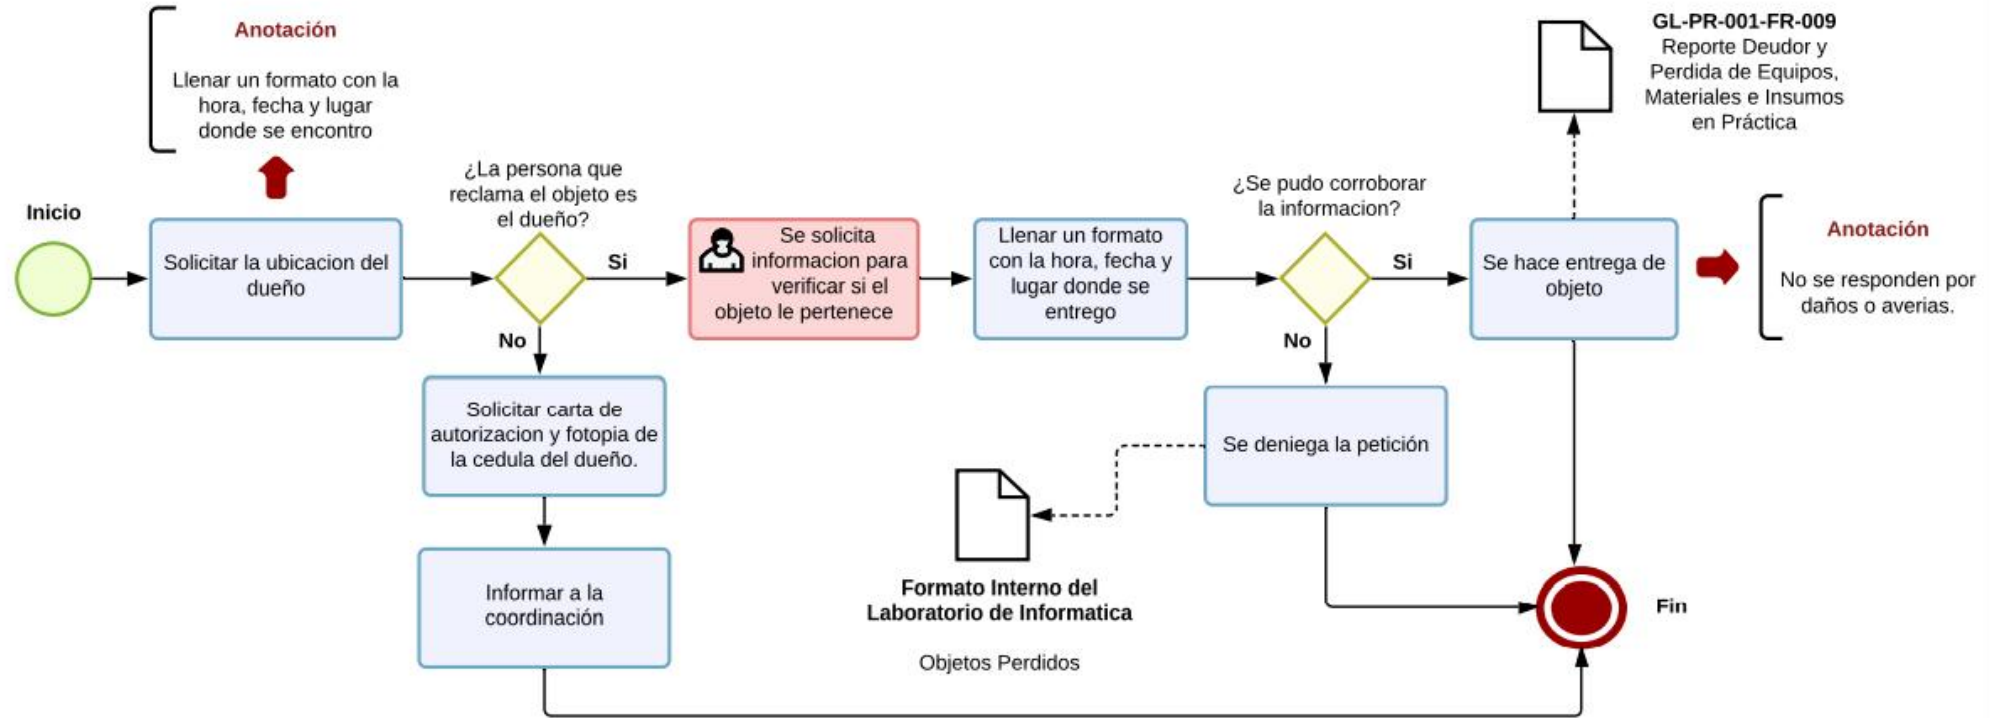 Anotación
Llenar un formato con la
hora, fecha y lugar
donde se encontro
Inicio
Solicitar la ubicacion del
dueño
¿La persona que
reclama el objeto es
el dueño?
Si
No
Se solicita
informacion para
verificar si el
objeto le pertenece
Llenar un formato
con la hora, fecha y
lugar donde se
entrego
¿Se pudo corroborar
la informacion?
Si
No
Se hace entrega de
objeto
GL-PR-001-FR-009
Reporte Deudor y
Perdida de Equipos,
Materiales e Insumos
en Práctica
Anotación
No se responden por
daños o averias.
Solicitar carta de
autorizacion y fotopia de
la cedula del dueño.
Informar a la
coordinación
Se deniega la petición
Formato Interno del
Laboratorio de Informatica
Objetos Perdidos
Fin